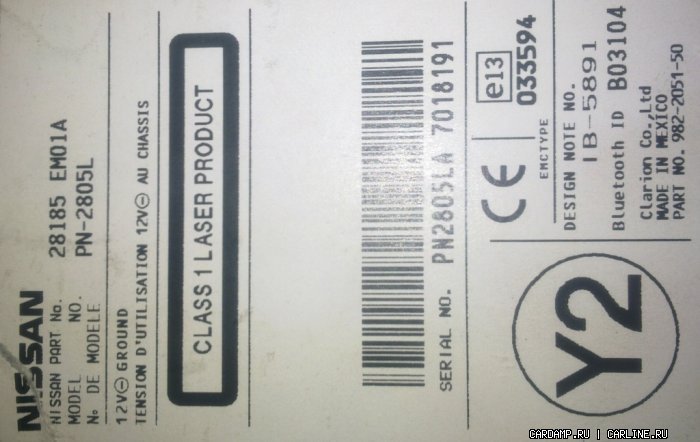 NISSAN
NISSAN PART No. 28185 EM01A
MODEL NO. PN-2805L
No DE MODELE
12V⊖ GROUND
TENSION D'UTILISATION 12V⊖ AU CHASSIS
CLASS 1 LASER PRODUCT
SERIAL NO. PN2805LA 7018191
Y2
CE
e13
033594
EMCTYPE
DESIGN NOTE NO.
IB-5891
Bluetooth ID B03104
Clarion Co.,Ltd
MADE IN MEXICO
PART NO. 982-2051-50
CARDAMP.RU | CARLINE.RU